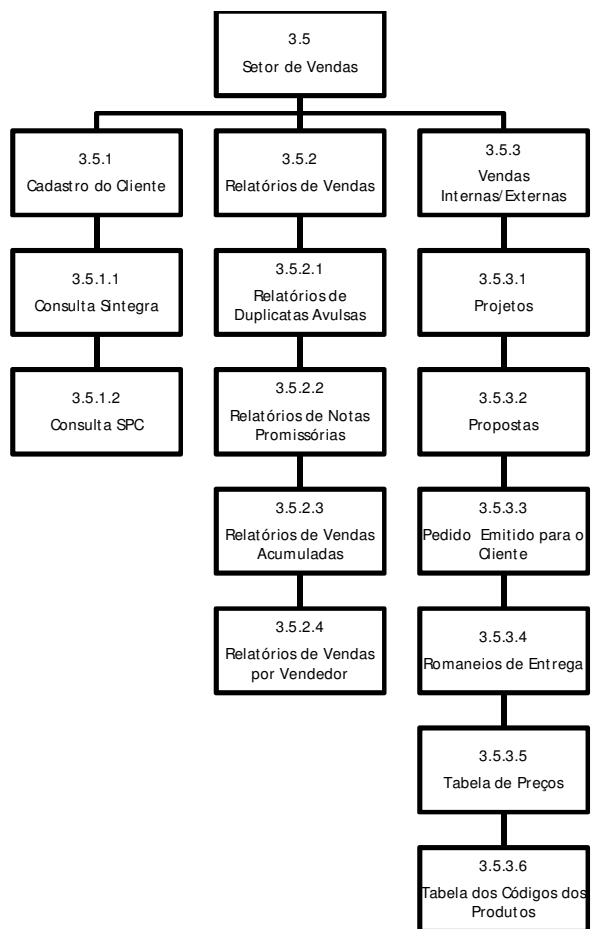 3.5
Setor de Vendas
3.5.1
Cadastro do Cliente
3.5.2
Relatórios de Vendas
3.5.3
Vendas
Internas/Externas
3.5.1.1
Consulta Sintegra
3.5.2.1
Relatórios de
Duplicatas Avulsas
3.5.3.1
Projetos
3.5.1.2
Consulta SPC
3.5.2.2
Relatórios de Notas
Promissórias
3.5.3.2
Propostas
3.5.2.3
Relatórios de Vendas
Acumuladas
3.5.3.3
Pedido Emitido para o
Cliente
3.5.2.4
Relatórios de Vendas
por Vendedor
3.5.3.4
Romaneios de Entrega
3.5.3.5
Tabela de Preços
3.5.3.6
Tabela dos Códigos dos
Produtos